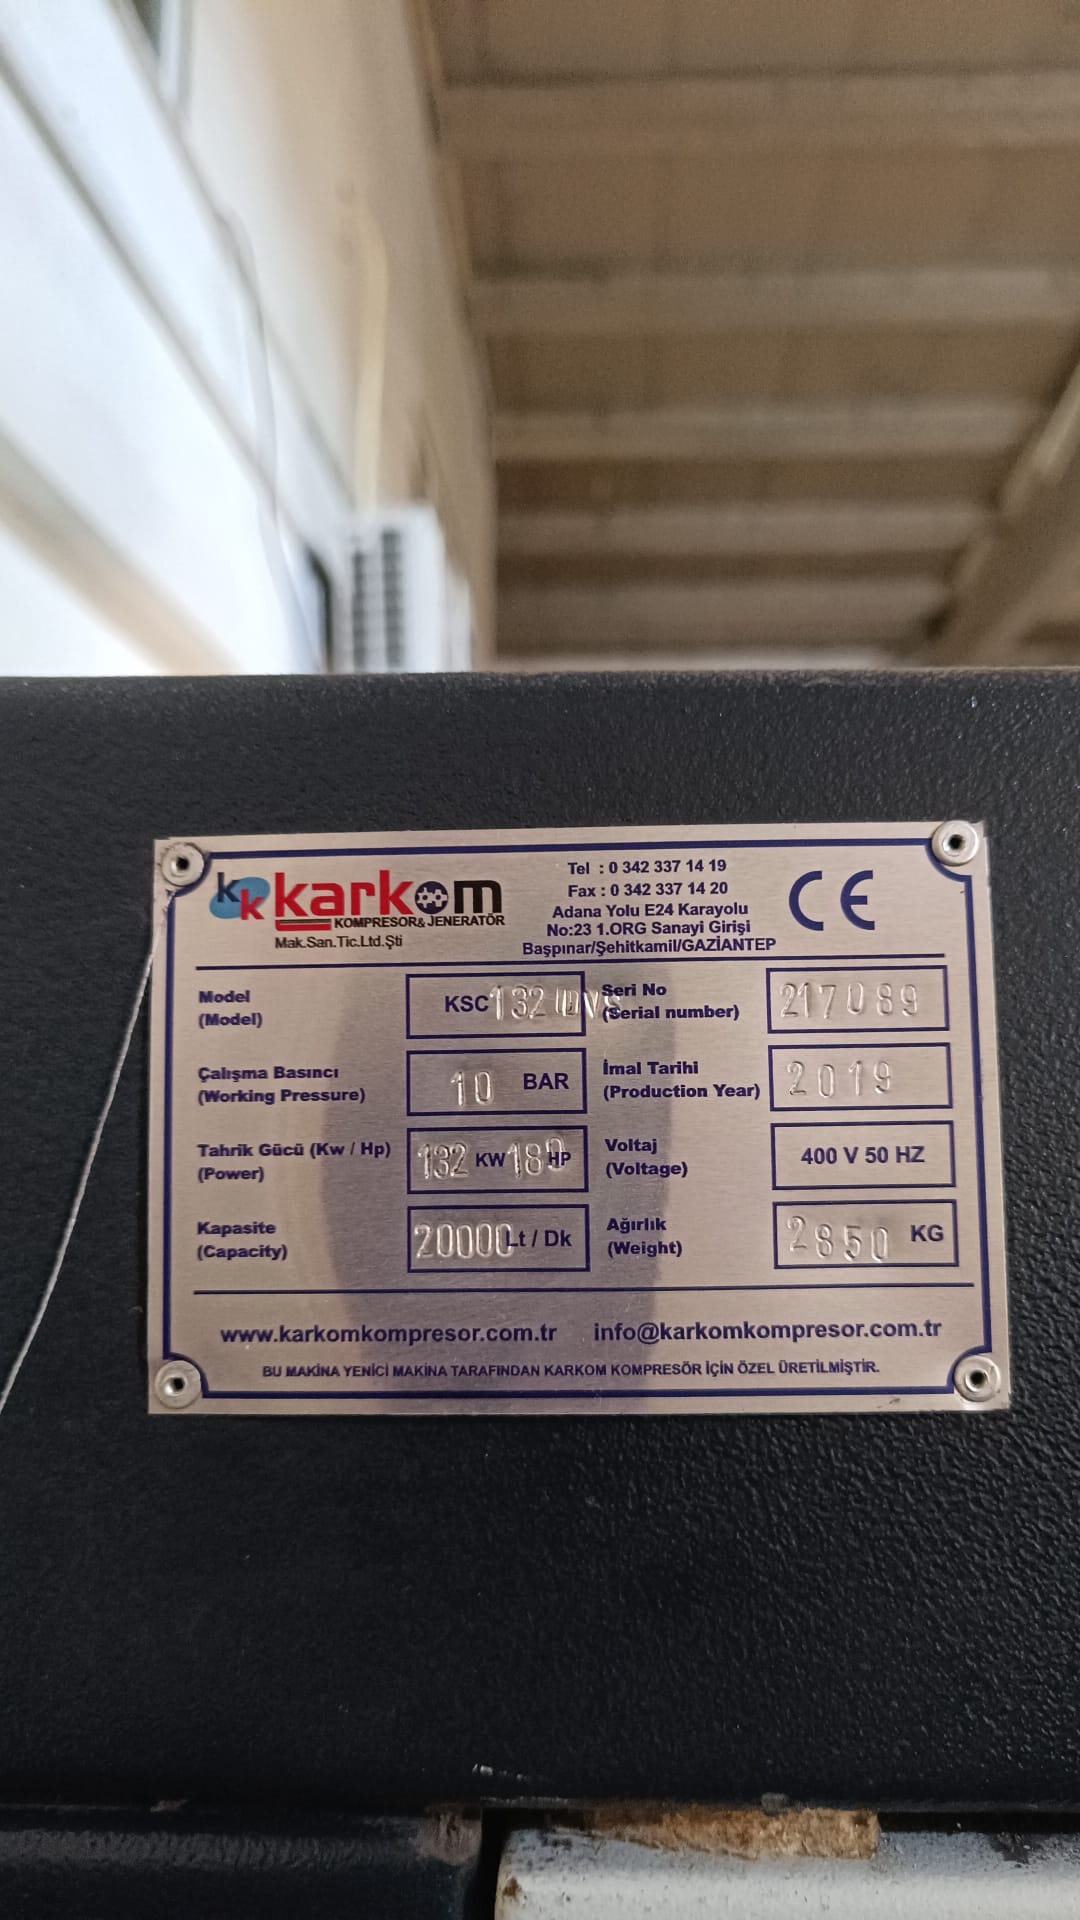 KK karkom
KOMPRESOR&JENERATÖR
Mak.San.Tic.Ltd.Şti
Tel : 0 342 337 14 19
Fax : 0 342 337 14 20
Adana Yolu E24 Karayolu
No:23 1.ORG Sanayi Girişi
Başpınar/Şehitkamil/GAZİANTEP
CE
Model
(Model)
KSC 132
Seri No
(Serial number)
217089
Çalışma Basıncı
(Working Pressure)
10 BAR
İmal Tarihi
(Production Year)
2019
Tahrik Gücü (Kw / Hp)
(Power)
132 KW 180 HP
Voltaj
(Voltage)
400 V 50 HZ
Kapasite
(Capacity)
20000 Lt / Dk
Ağırlık
(Weight)
2850 KG
www.karkomkompresor.com.tr info@karkomkompresor.com.tr
BU MAKİNA YENİCİ MAKİNA TARAFINDAN KARKOM KOMPRESÖR İÇİN ÖZEL ÜRETİLMİŞTİR.